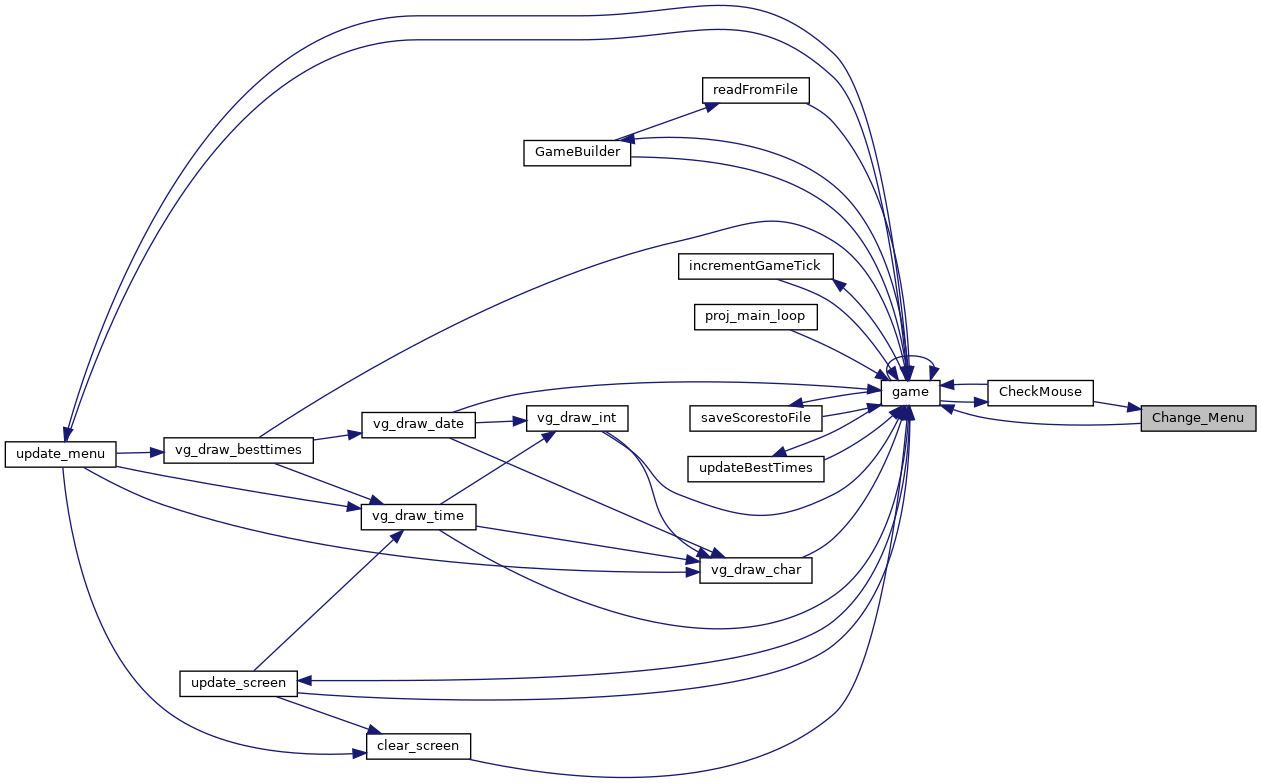 readFromFile
GameBuilder
incrementGameTick
proj_main_loop
game
CheckMouse
Change_Menu
saveScorestoFile
vg_draw_int
vg_draw_date
vg_draw_besttimes
update_menu
updateBestTimes
vg_draw_time
vg_draw_char
update_screen
clear_screen